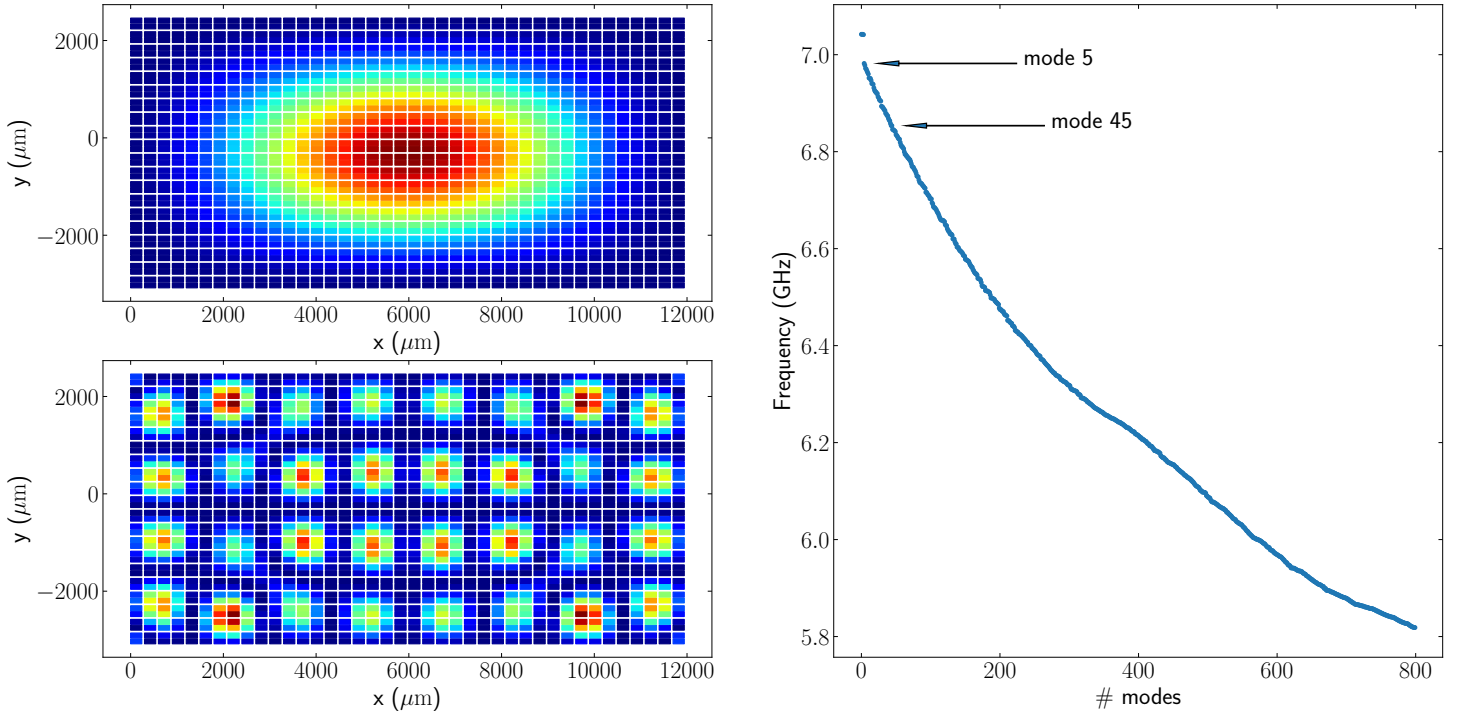 2000
0
−2000
y (μm)
0 2000 4000 6000 8000 10000 12000
x (μm)
2000
0
−2000
y (μm)
0 2000 4000 6000 8000 10000 12000
x (μm)
7.0
6.8
6.6
6.4
6.2
6.0
5.8
Frequency (GHz)
mode 5
mode 45
0 200 400 600 800
# modes